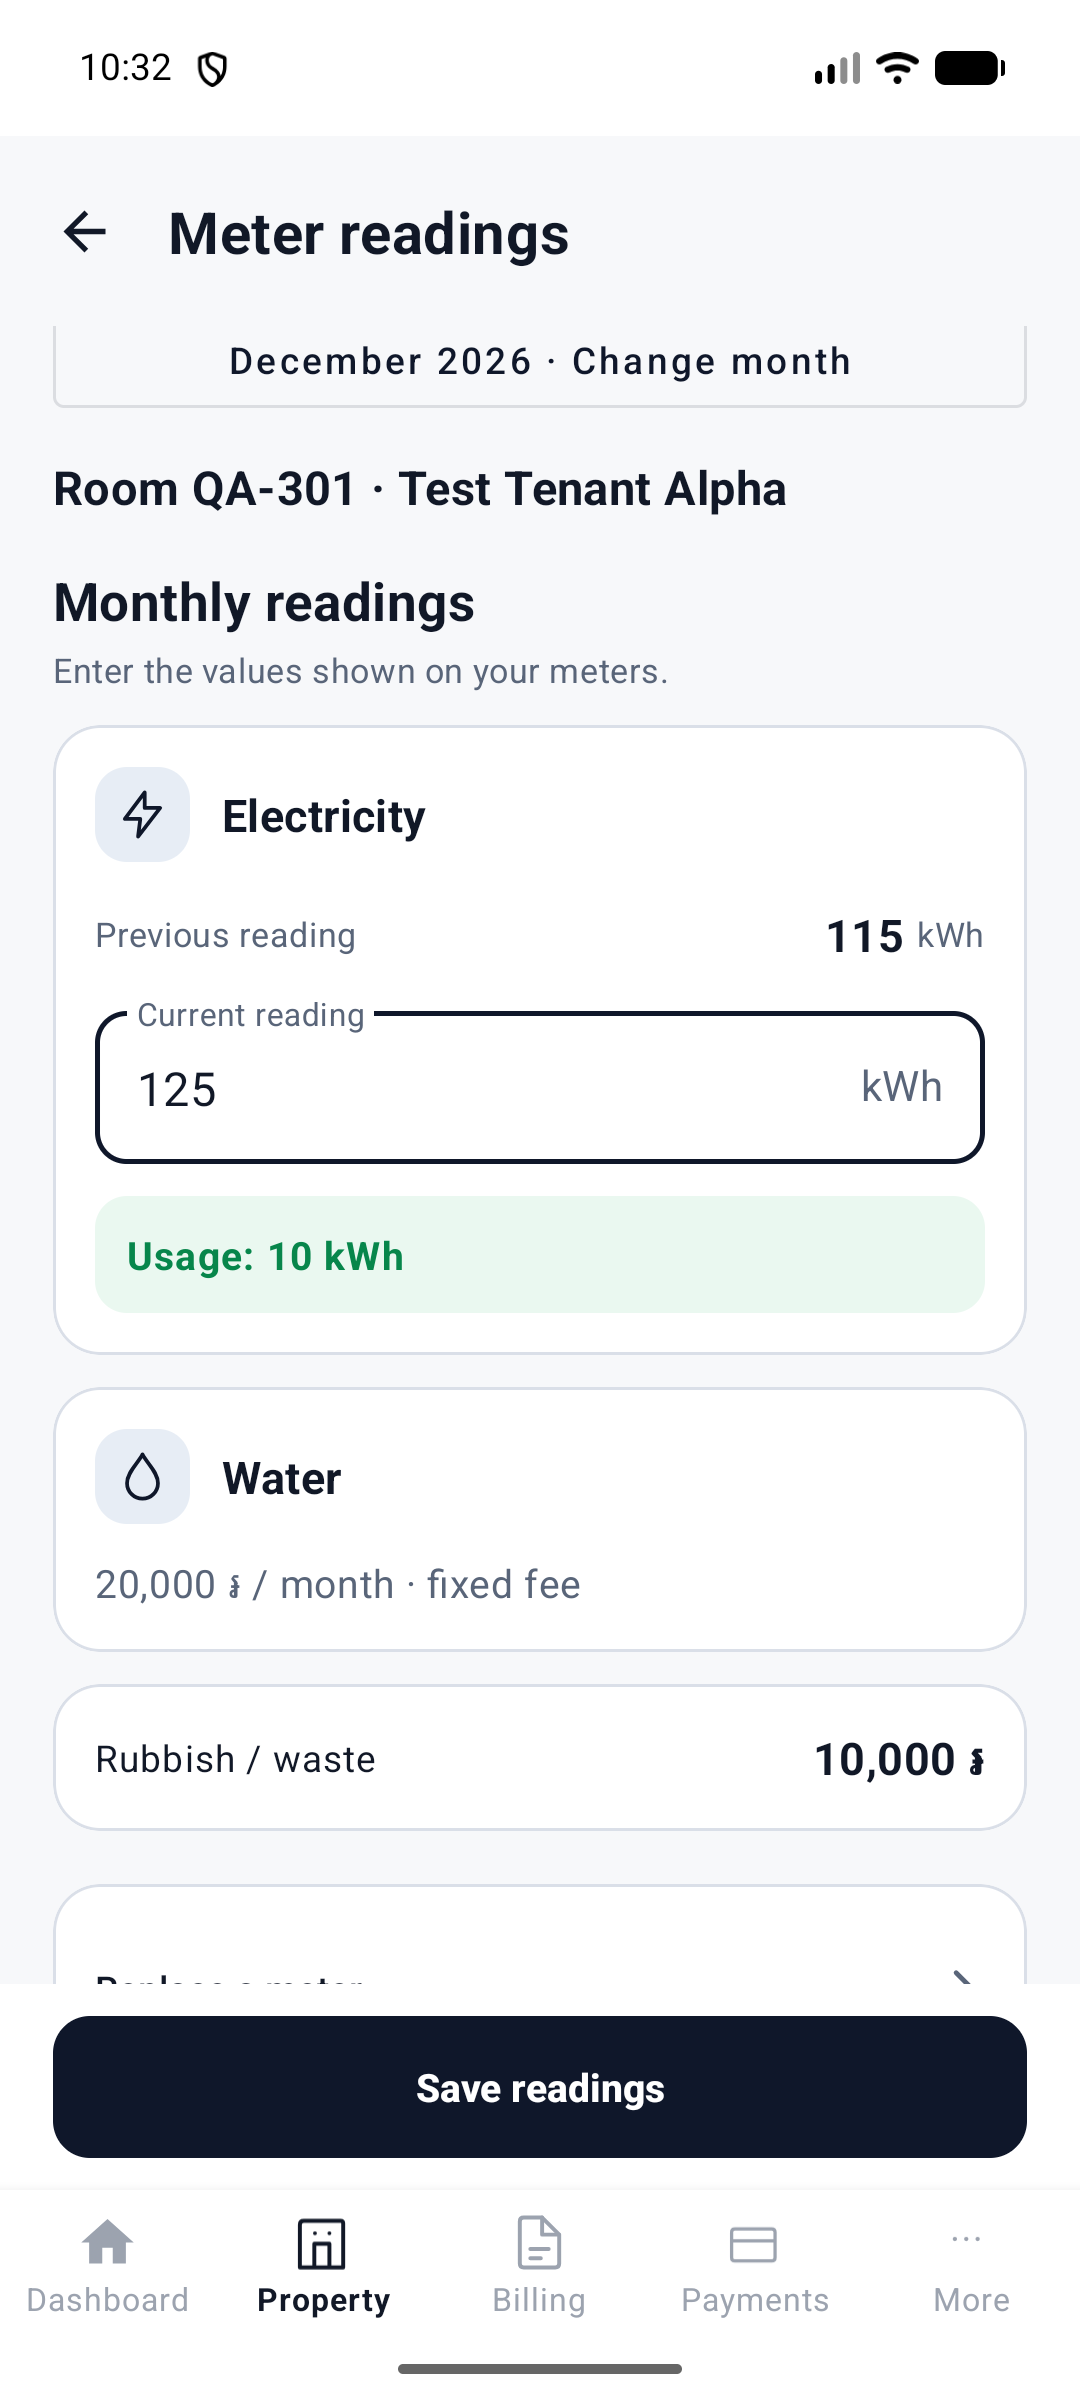 10:32
Meter readings
December 2026 · Change month
Room QA-301 · Test Tenant Alpha
Monthly readings
Enter the values shown on your meters.
Electricity
Previous reading 115 kWh
Current reading
125 kWh
Usage: 10 kWh
Water
20,000 ៛ / month · fixed fee
Rubbish / waste 10,000 ៛
Replace a meter
Save readings
Dashboard Property Billing Payments More